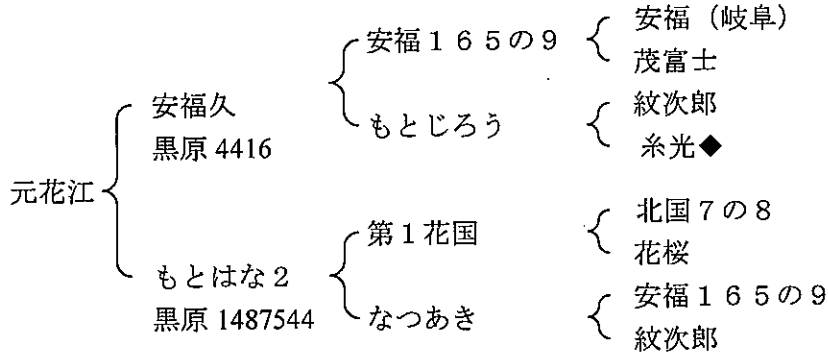 元花江
安福久
黒原 4416
もとはな２
黒原 1487544
安福１６５の９
もとじろう
第１花国
なつあき
安福（岐阜）
茂富士
紋次郎
糸光◆
北国７の８
花桜
安福１６５の９
紋次郎